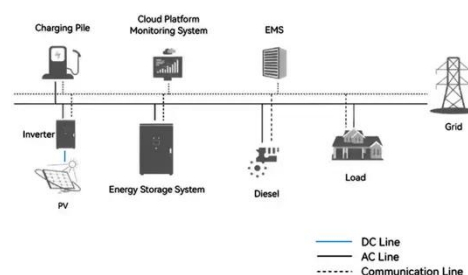 Charging Pile
Cloud Platform
Monitoring System
EMS
Grid
Inverter
PV
Energy Storage System
Diesel
Load
DC Line
AC Line
Communication Line